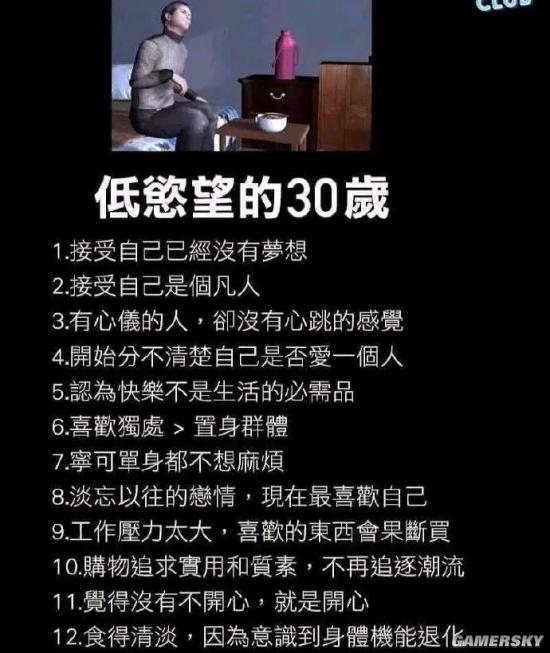 CLUB
低慾望的30歲
1.接受自己已經沒有夢想
2.接受自己是個凡人
3.有心儀的人，卻沒有心跳的感覺
4.開始分不清楚自己是否愛一個人
5.認為快樂不是生活的必需品
6.喜歡獨處 > 置身群體
7.寧可單身都不想麻煩
8.淡忘以往的戀情，現在最喜歡自己
9.工作壓力太大，喜歡的東西會果斷買
10.購物追求實用和質素，不再追逐潮流
11.覺得沒有不開心，就是開心
12.食得清淡，因為意識到身體機能退化
GAMERSKY